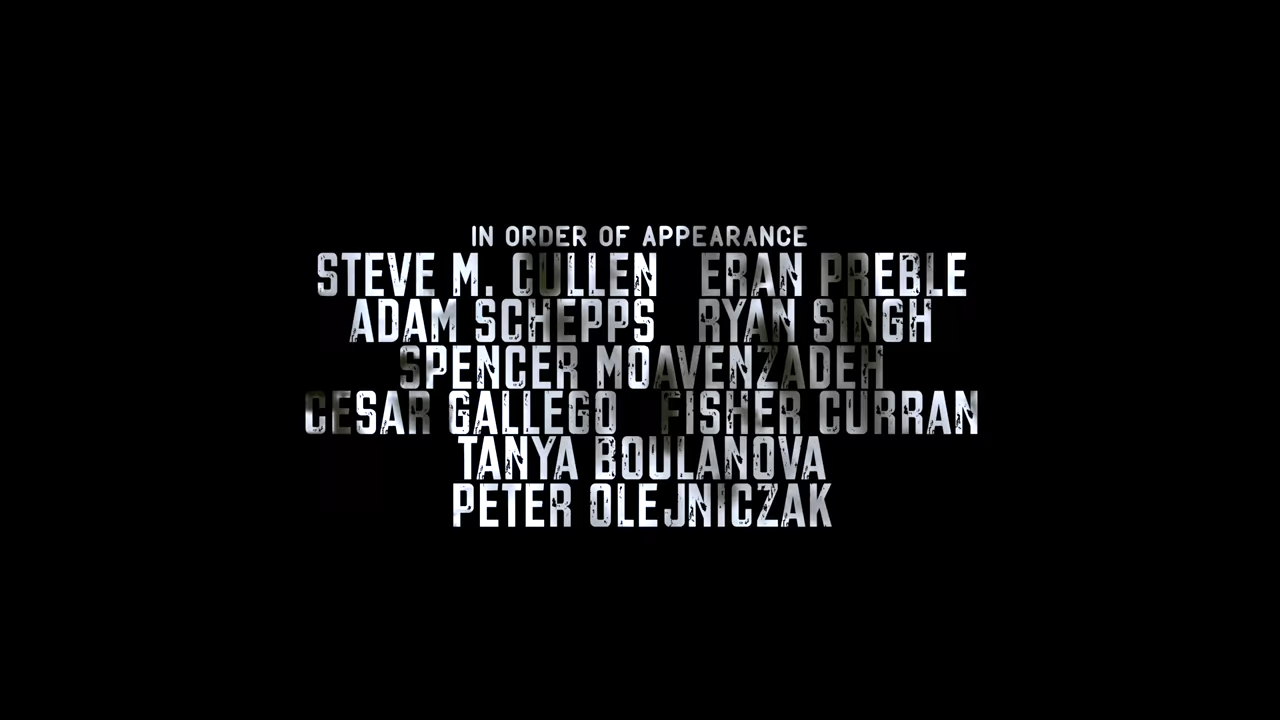 IN ORDER OF APPEARANCE
STEVE M. CULLEN ERAN PREBLE
ADAM SCHEPPS RYAN SINGH
SPENCER MOAVENZADEH
CESAR GALLEGO FISHER CURRAN
TANYA BOULANOVA
PETER OLEJNICZAK